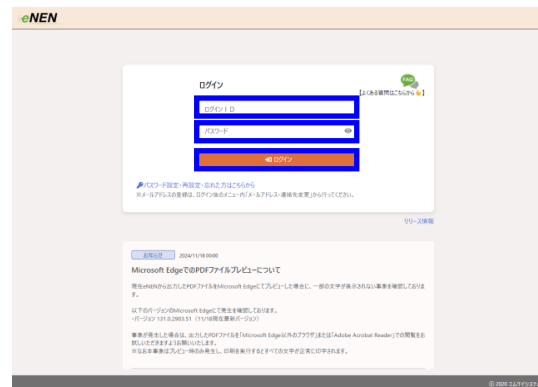 eNEN
ログイン
FAQ
【よくある質問はこちらから👆】
ログインＩＤ
パスワード
ログイン
パスワード設定・再設定・忘れた方はこちらから
※メールアドレスの登録は、ログイン後のメニュー内「メールアドレス・連絡先変更」から行ってください。
リリース情報
お知らせ 2024/11/18 00:00
Microsoft EdgeでのPDFファイルプレビューについて
現在eNENから出力したPDFファイルをMicrosoft Edgeにてプレビューした場合に、一部の文字が表示されない事象を確認しておりま
す。
以下のバージョンのMicrosoft Edgeにて発生を確認しております。
・バージョン 131.0.2903.51 （11/18現在最新バージョン）
事象が発生した場合は、出力したPDFファイルを「Microsoft Edge以外のブラウザ」または「Adobe Acrobat Reader」での閲覧をお
試しいただきますようお願いいたします。
※なお本事象はプレビュー時のみ発生し、印刷を実行するとすべての文字が正常に印字されます。